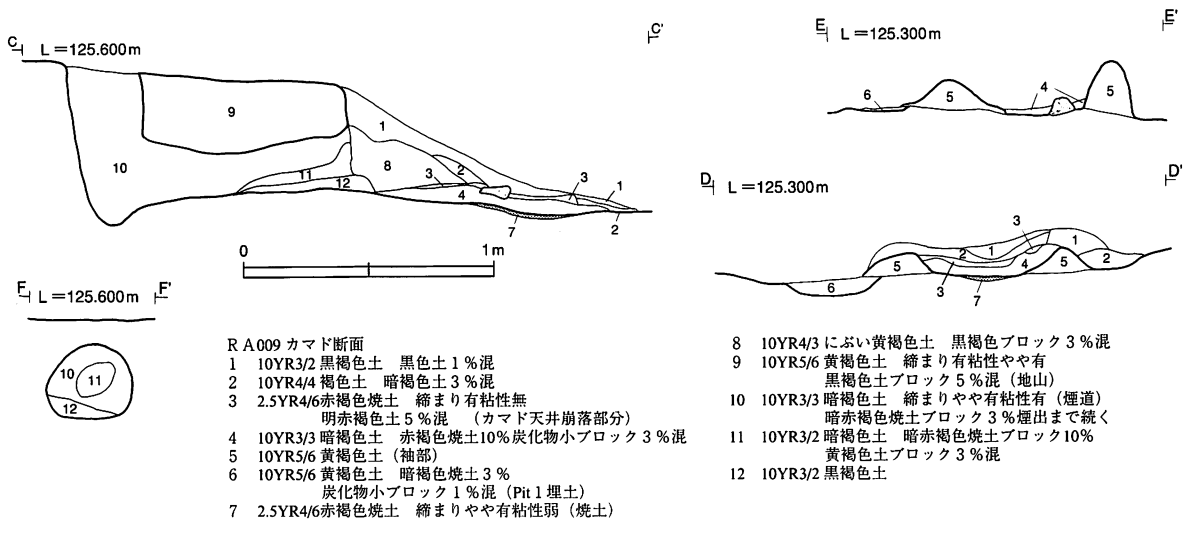 C L＝125.600m C'
9
1
10
8
2
11
3
3
1
12
4
7
2
0 1m
E L＝125.300m E'
6
5
4
5
D L＝125.300m D'
3
1
2
1
5
4
5
2
6
3
7
F L＝125.600m F'
10
11
12
ＲＡ009 カマド断面
1 10YR3/2 黒褐色土 黒色土１％混
2 10YR4/4 褐色土 暗褐色土３％混
3 2.5YR4/6赤褐色焼土 締まり有粘性無
明赤褐色土５％混 （カマド天井崩落部分）
4 10YR3/3 暗褐色土 赤褐色焼土10％炭化物小ブロック３％混
5 10YR5/6 黄褐色土（袖部）
6 10YR5/6 黄褐色土 暗褐色焼土３％
炭化物小ブロック１％混（Pit１埋土）
7 2.5YR4/6赤褐色焼土 締まりやや有粘性弱（焼土）
8 10YR4/3 にぶい黄褐色土 黒褐色ブロック３％混
9 10YR5/6 黄褐色土 締まり有粘性やや有
黒褐色土ブロック５％混（地山）
10 10YR3/3 暗褐色土 締まりやや有粘性有（煙道）
暗赤褐色焼土ブロック３％煙出まで続く
11 10YR3/2 暗褐色土 暗赤褐色焼土ブロック10％
黄褐色土ブロック３％混
12 10YR3/2 黒褐色土